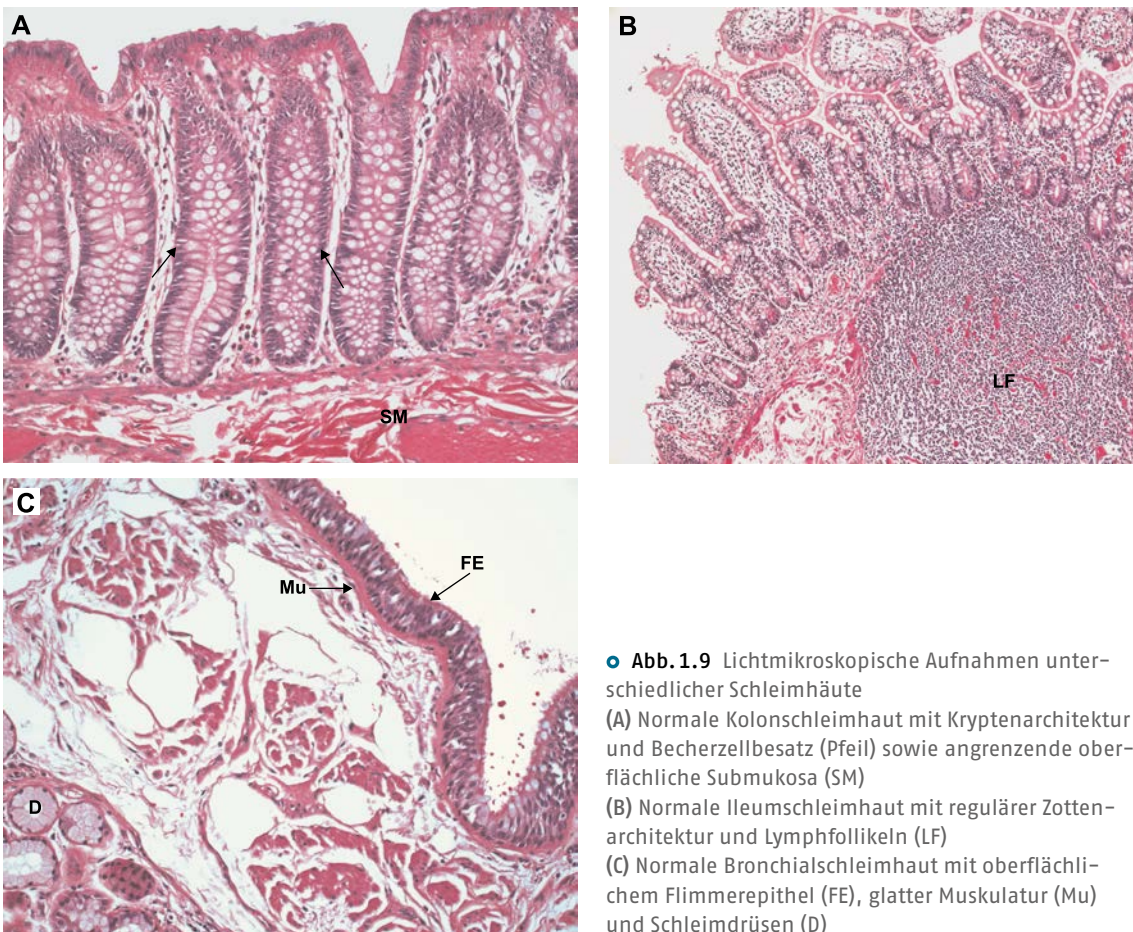 A
B
SM
LF
C
FE
Mu
D
Abb. 1.9 Lichtmikroskopische Aufnahmen unter-
schiedlicher Schleimhäute
(A) Normale Kolonschleimhaut mit Kryptenarchitektur
und Becherzellbesatz (Pfeil) sowie angrenzende ober-
flächliche Submukosa (SM)
(B) Normale Ileumschleimhaut mit regulärer Zotten-
architektur und Lymphfollikeln (LF)
(C) Normale Bronchialschleimhaut mit oberflächli-
chem Flimmerepithel (FE), glatter Muskulatur (Mu)
und Schleimdrüsen (D)